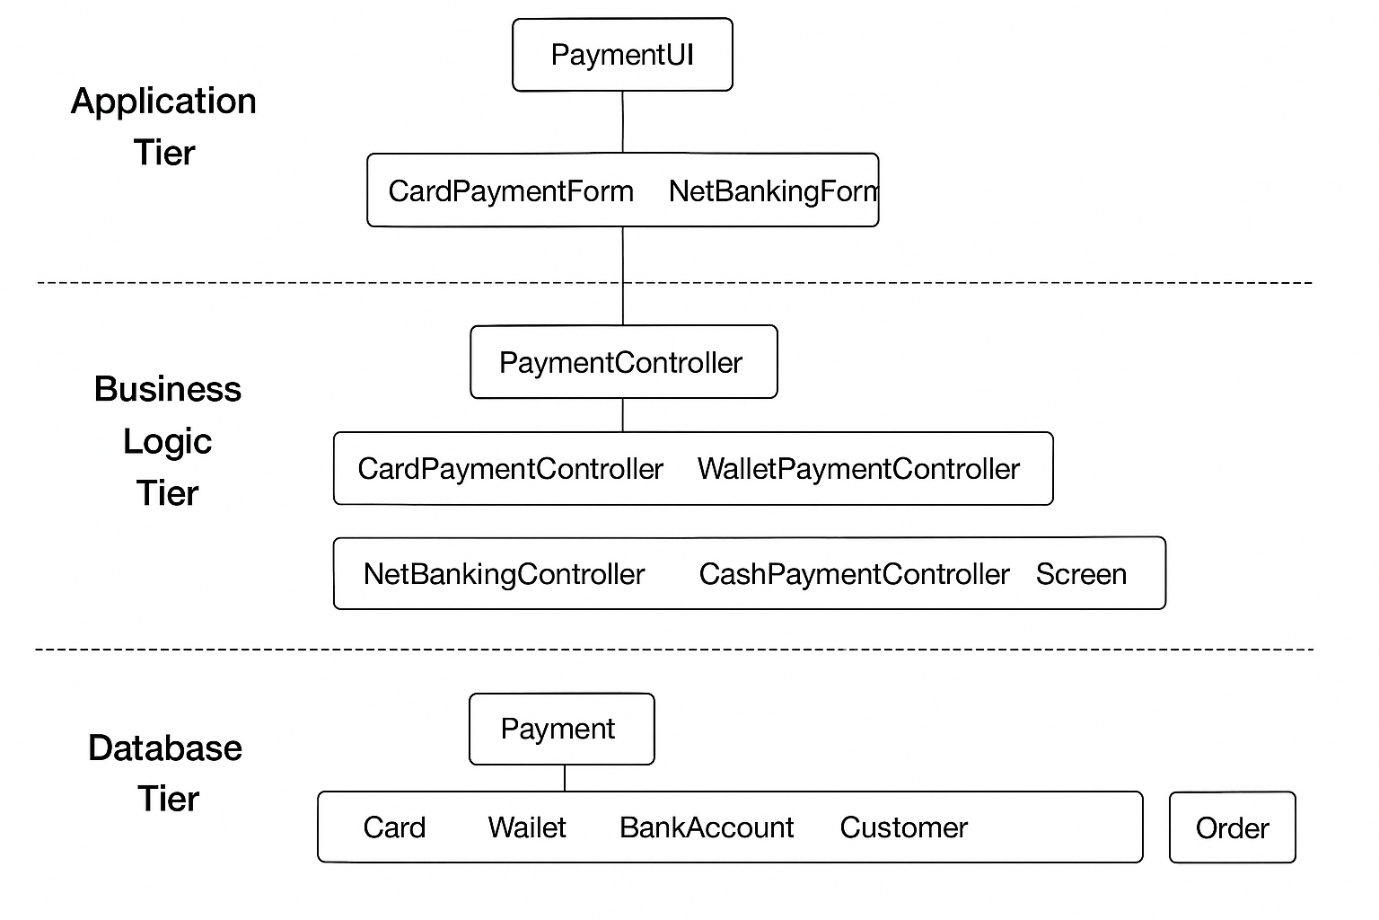 PaymentUI
Application
Tier
CardPaymentForm NetBankingForm
PaymentController
Business
Logic
Tier
CardPaymentController WalletPaymentController
NetBankingController CashPaymentController Screen
Payment
Database
Tier
Card Wailet BankAccount Customer
Order